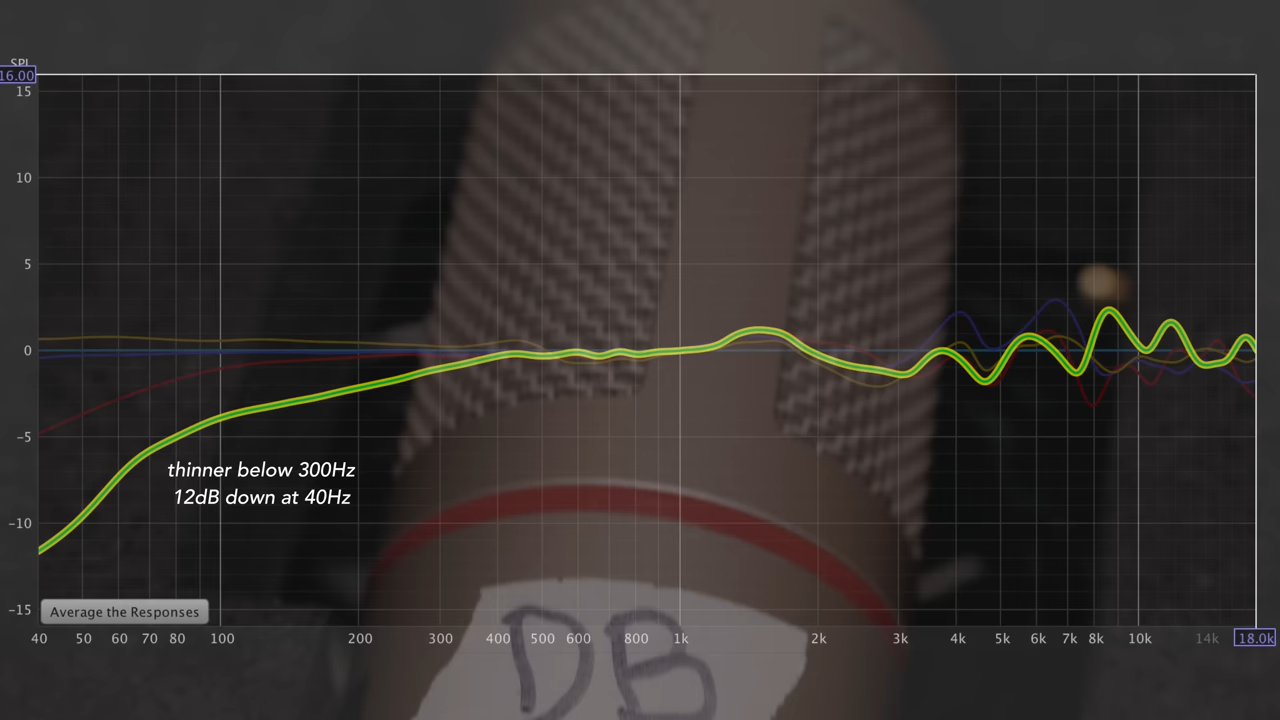 SPL
16.00
15
10
5
0
-5
-10
-15
thinner below 300Hz
12dB down at 40Hz
Average the Responses
40 50 60 70 80 100 200 300 400 500 600 800 1k 2k 3k 4k 5k 6k 7k 8k 10k 14k 18.0k
DB